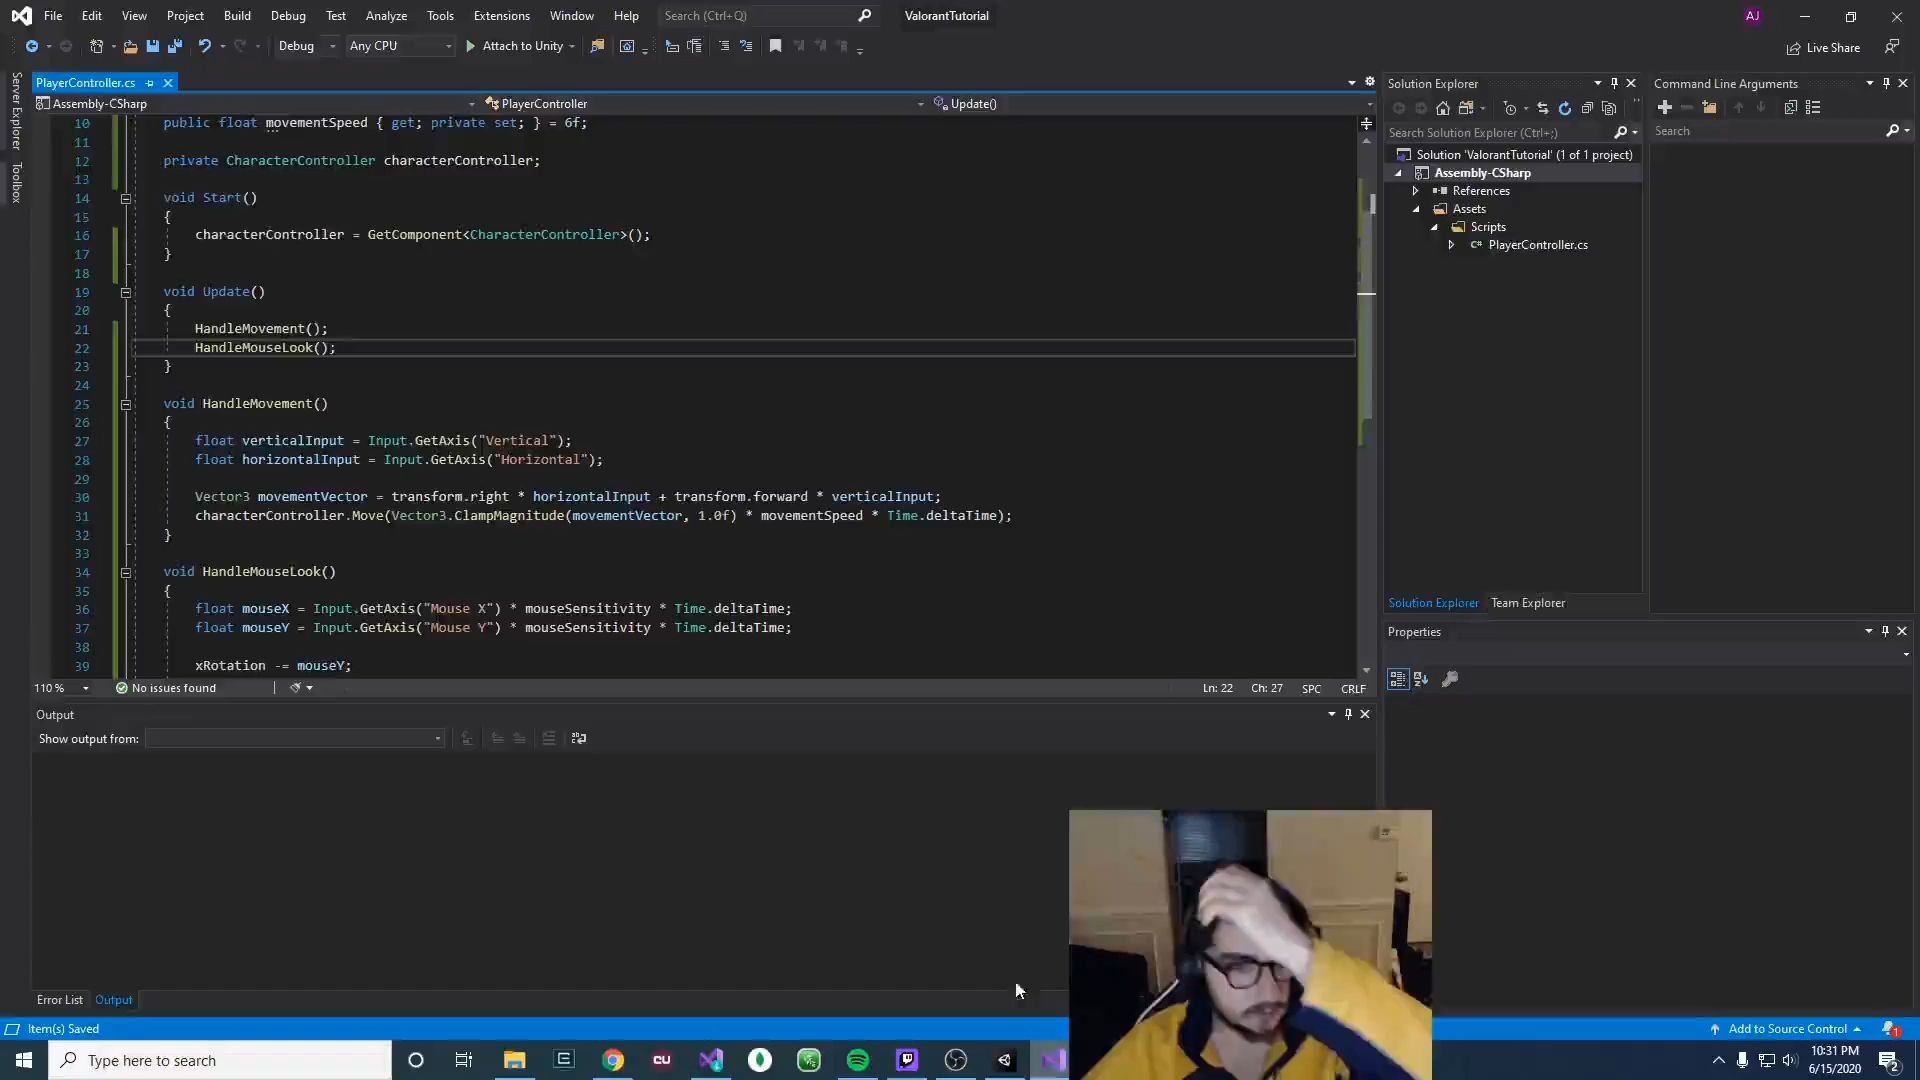 File Edit View Project Build Debug Test Analyze Tools Extensions Window Help Search (Ctrl+Q) ValorantTutorial AJ
Debug Any CPU Attach to Unity Live Share
Server Explorer
Toolbox
PlayerController.cs
Assembly-CSharp PlayerController Update()
10 public float movementSpeed { get; private set; } = 6f;
11
12 private CharacterController characterController;
13
14 void Start()
15 {
16 characterController = GetComponent<CharacterController>();
17 }
18
19 void Update()
20 {
21 HandleMovement();
22 HandleMouseLook();
23 }
24
25 void HandleMovement()
26 {
27 float verticalInput = Input.GetAxis("Vertical");
28 float horizontalInput = Input.GetAxis("Horizontal");
29
30 Vector3 movementVector = transform.right * horizontalInput + transform.forward * verticalInput;
31 characterController.Move(Vector3.ClampMagnitude(movementVector, 1.0f) * movementSpeed * Time.deltaTime);
32 }
33
34 void HandleMouseLook()
35 {
36 float mouseX = Input.GetAxis("Mouse X") * mouseSensitivity * Time.deltaTime;
37 float mouseY = Input.GetAxis("Mouse Y") * mouseSensitivity * Time.deltaTime;
38
39 xRotation -= mouseY;
110 % No issues found Ln: 22 Ch: 27 SPC CRLF
Output
Show output from:
Error List Output
Solution Explorer
Search Solution Explorer (Ctrl+;)
Solution 'ValorantTutorial' (1 of 1 project)
Assembly-CSharp
References
Assets
Scripts
C# PlayerController.cs
Solution Explorer Team Explorer
Command Line Arguments
Search
Properties
Item(s) Saved Add to Source Control 1
Type here to search
10:31 PM
6/15/2020
2